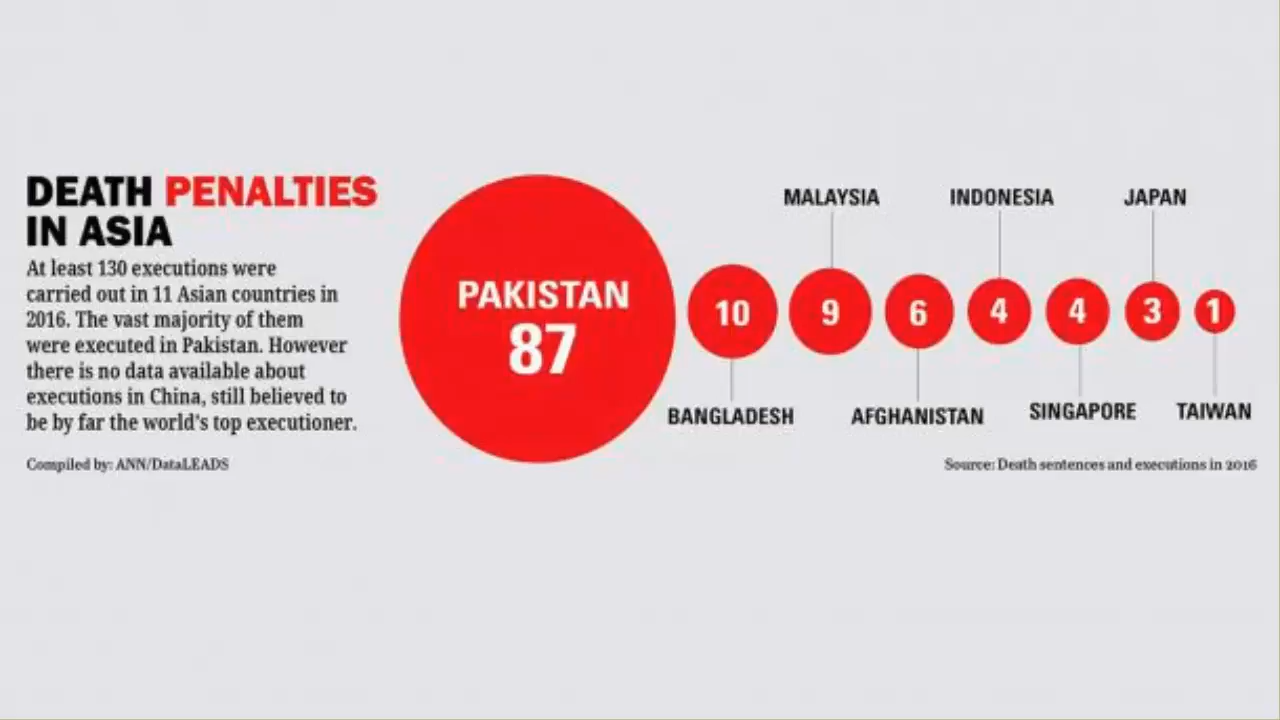 DEATH PENALTIES
IN ASIA
At least 130 executions were
carried out in 11 Asian countries in
2016. The vast majority of them
were executed in Pakistan. However
there is no data available about
executions in China, still believed to
be by far the world's top executioner.
Compiled by: ANN/DataLEADS
PAKISTAN
87
MALAYSIA
INDONESIA
JAPAN
10
9
6
4
4
3
1
BANGLADESH
AFGHANISTAN
SINGAPORE
TAIWAN
Source: Death sentences and executions in 2016